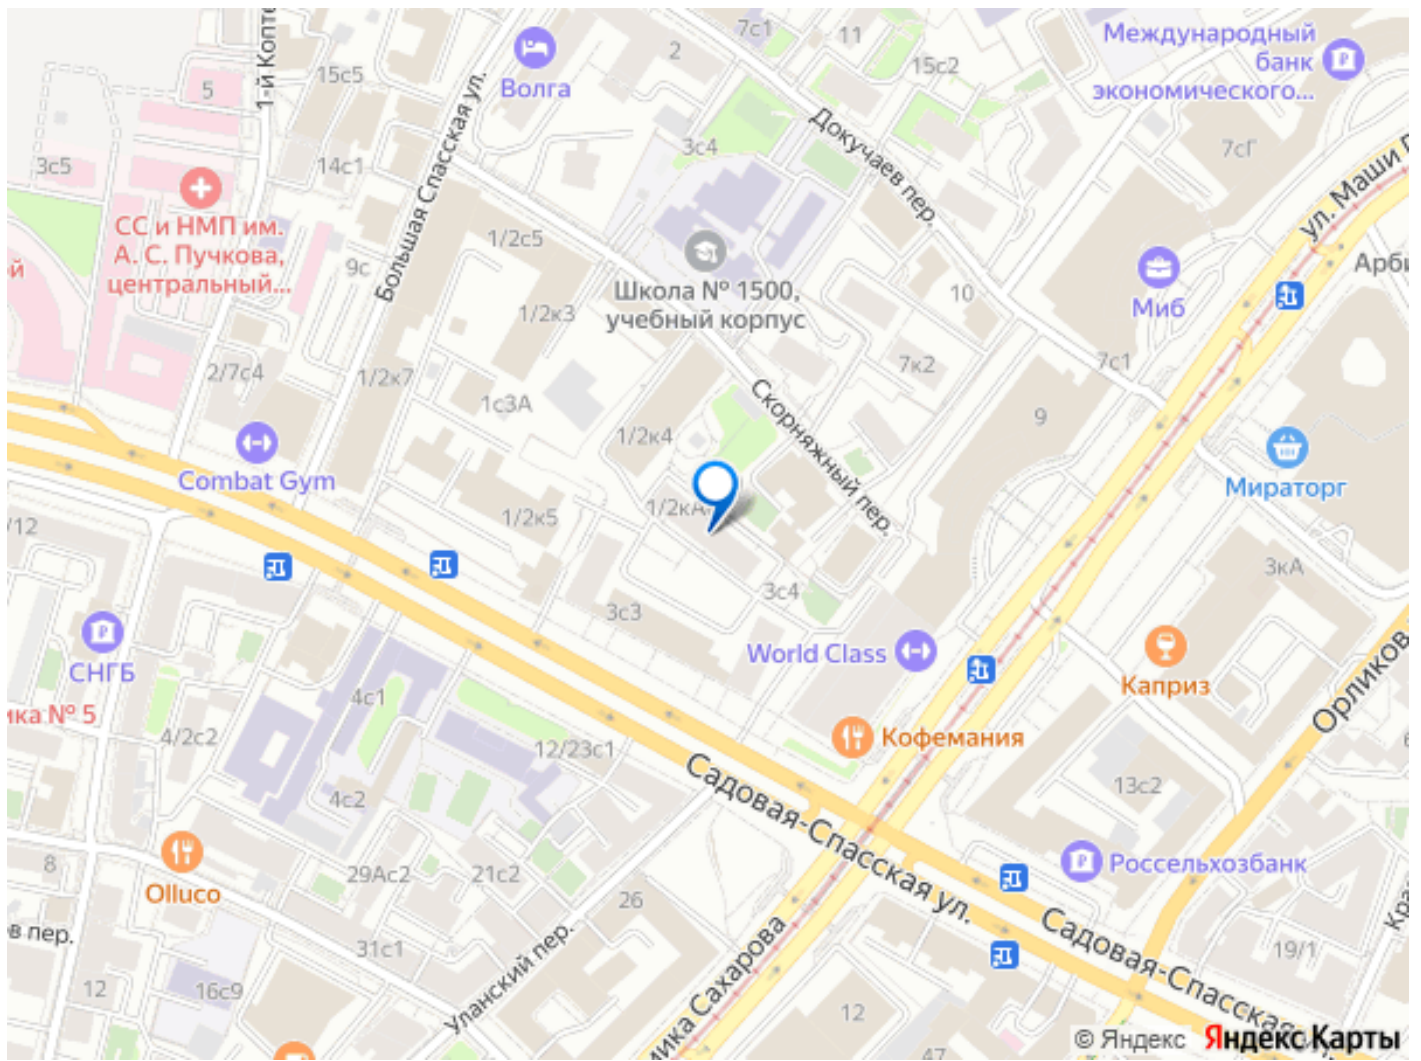 7с1
11
Международный
банк
экономического...
2
15с2
15с5
1-й Копт
5
Волга
Большая Спасская ул.
Докучаев пер.
3с4
7сГ
3с5
14с1
ул. Маши П
СС и НМП им.
А. С. Пучкова,
центральный...
ой
9с
1/2с5
Школа № 1500,
учебный корпус
1/2к3
10
Миб
Арби
2/7с4
1/2к7
1с3А
7к2
7с1
Скорняжный пер.
9
1/2к4
Combat Gym
Мираторг
/12
1/2к5
1/2кА
3с4
3кА
3с3
World Class
СНГБ
Каприз
Орликов
ика № 5
4с1
4/2с2
12/23с1
Кофемания
4с2
13с2
Садовая-Спасская ул.
8
29Ас2
21с2
Olluco
Россельхозбанк
26
в пер.
31с1
Уланский пер.
Садовая-Спасская
19/1
Кра
12
16с9
мика Сахарова
12
47
© Яндекс Яндекс Карты